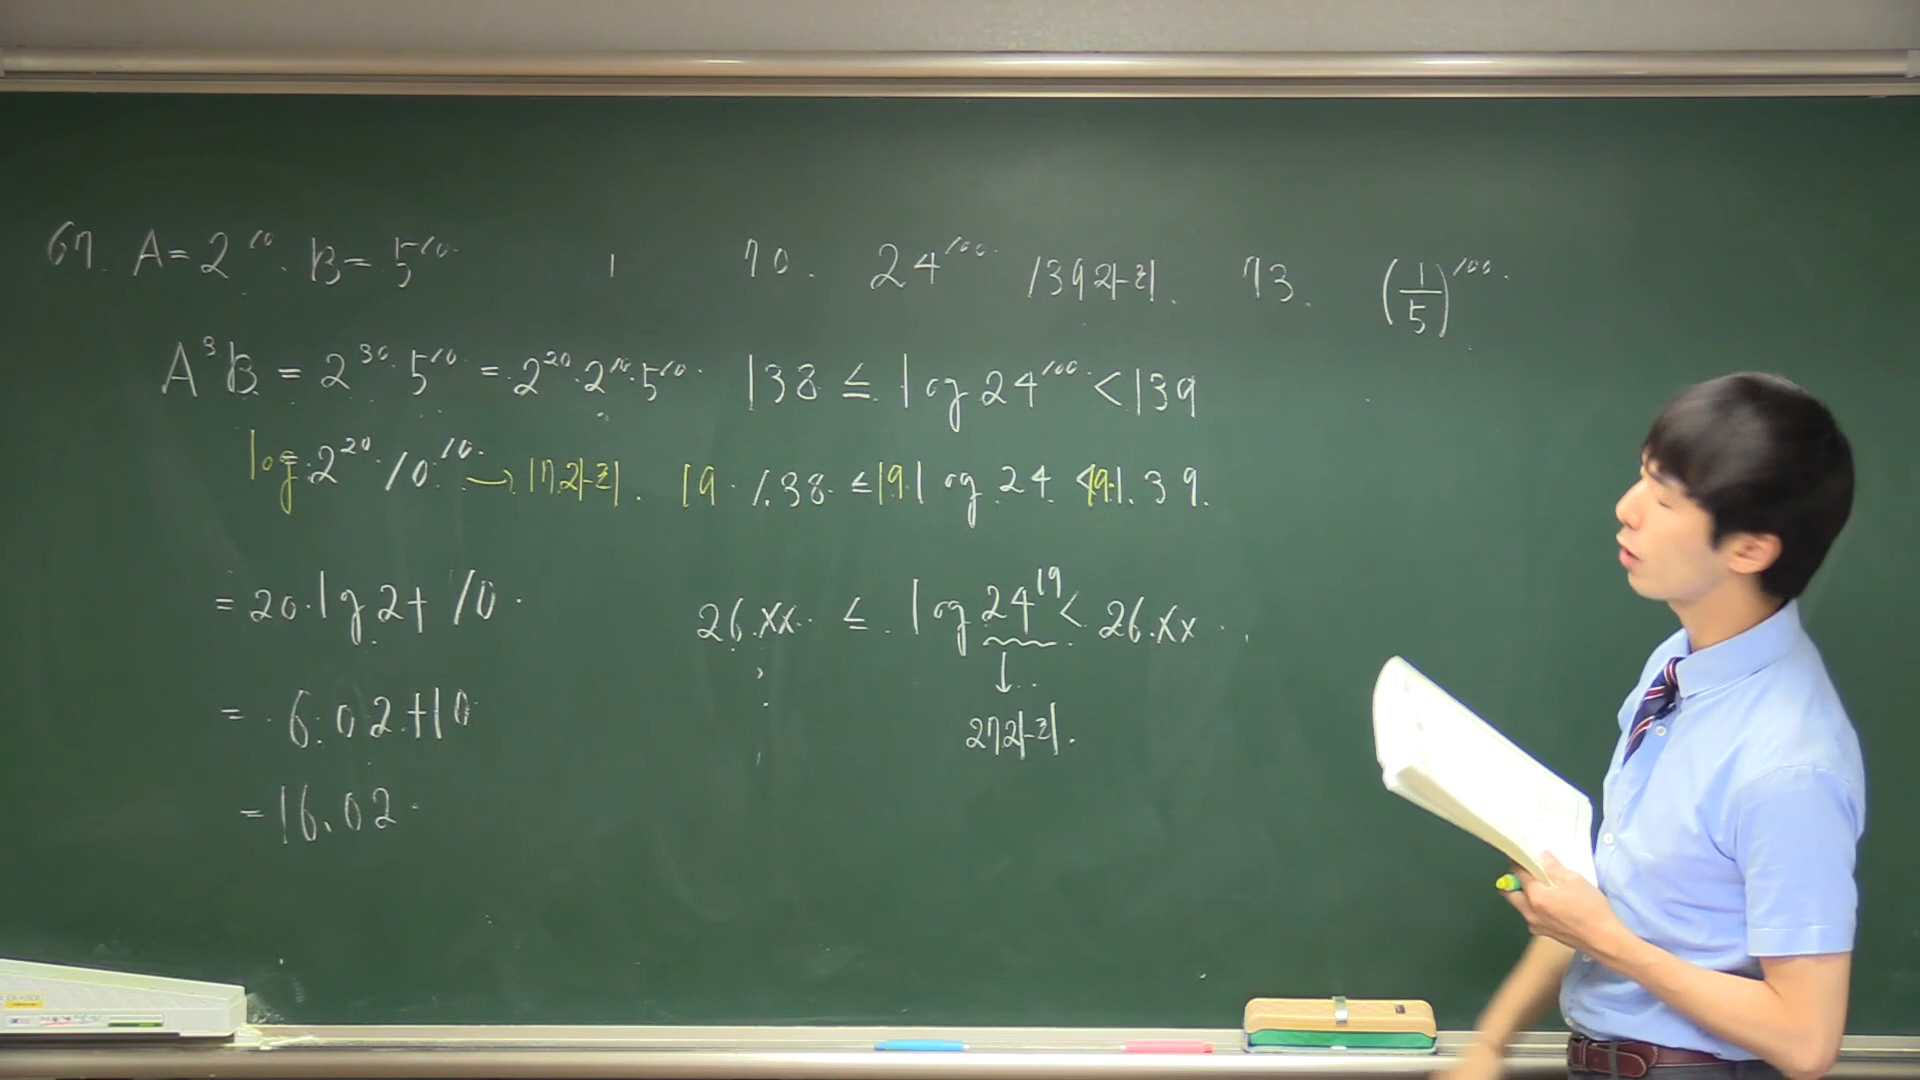 67. A = 2^10. B = 5^10.
A^3B = 2^30 · 5^10 = 2^20 · 2^10 · 5^10.
log 2^20 · 10^10 → 17자리.
= 20 · log 2 + 10.
= 6.02 + 10
= 16.02
70. 24^100 139자리.
138 ≤ log 24^100 < 139
19 · 1.38 ≤ 19 · log 24 < 19 · 1.39.
26.xx ≤ log 24^19 < 26.xx
↓
27자리.
73. (1/5)^100.